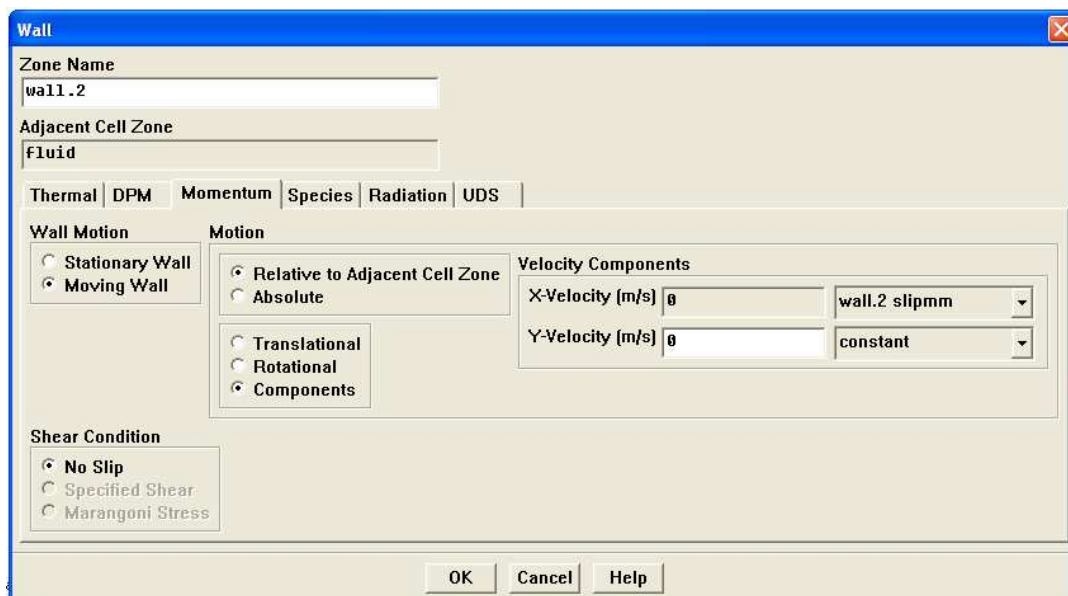 Wall
Zone Name
wall.2
Adjacent Cell Zone
fluid
Thermal DPM Momentum Species Radiation UDS
Wall Motion
Stationary Wall
Moving Wall
Motion
Relative to Adjacent Cell Zone
Absolute
Translational
Rotational
Components
Velocity Components
X-Velocity (m/s) 0 wall.2 slipmm
Y-Velocity (m/s) 0 constant
Shear Condition
No Slip
Specified Shear
Marangoni Stress
OK Cancel Help